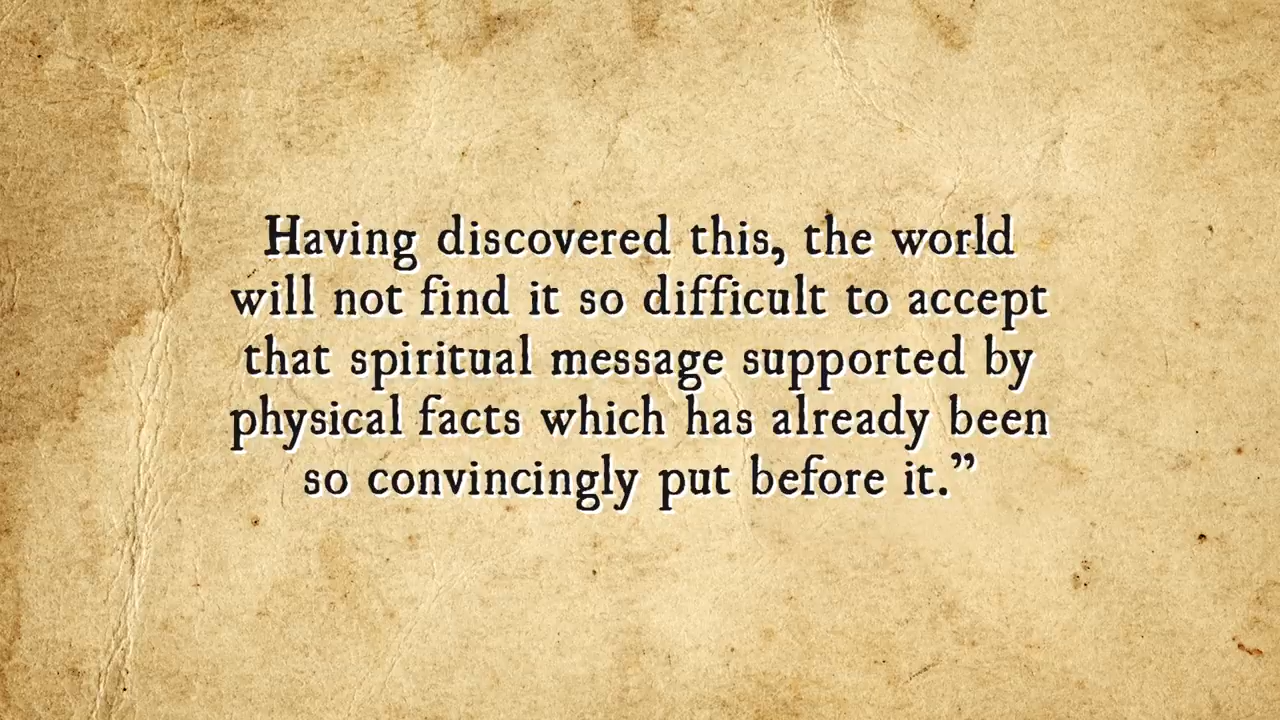 Having discovered this, the world
will not find it so difficult to accept
that spiritual message supported by
physical facts which has already been
so convincingly put before it.”